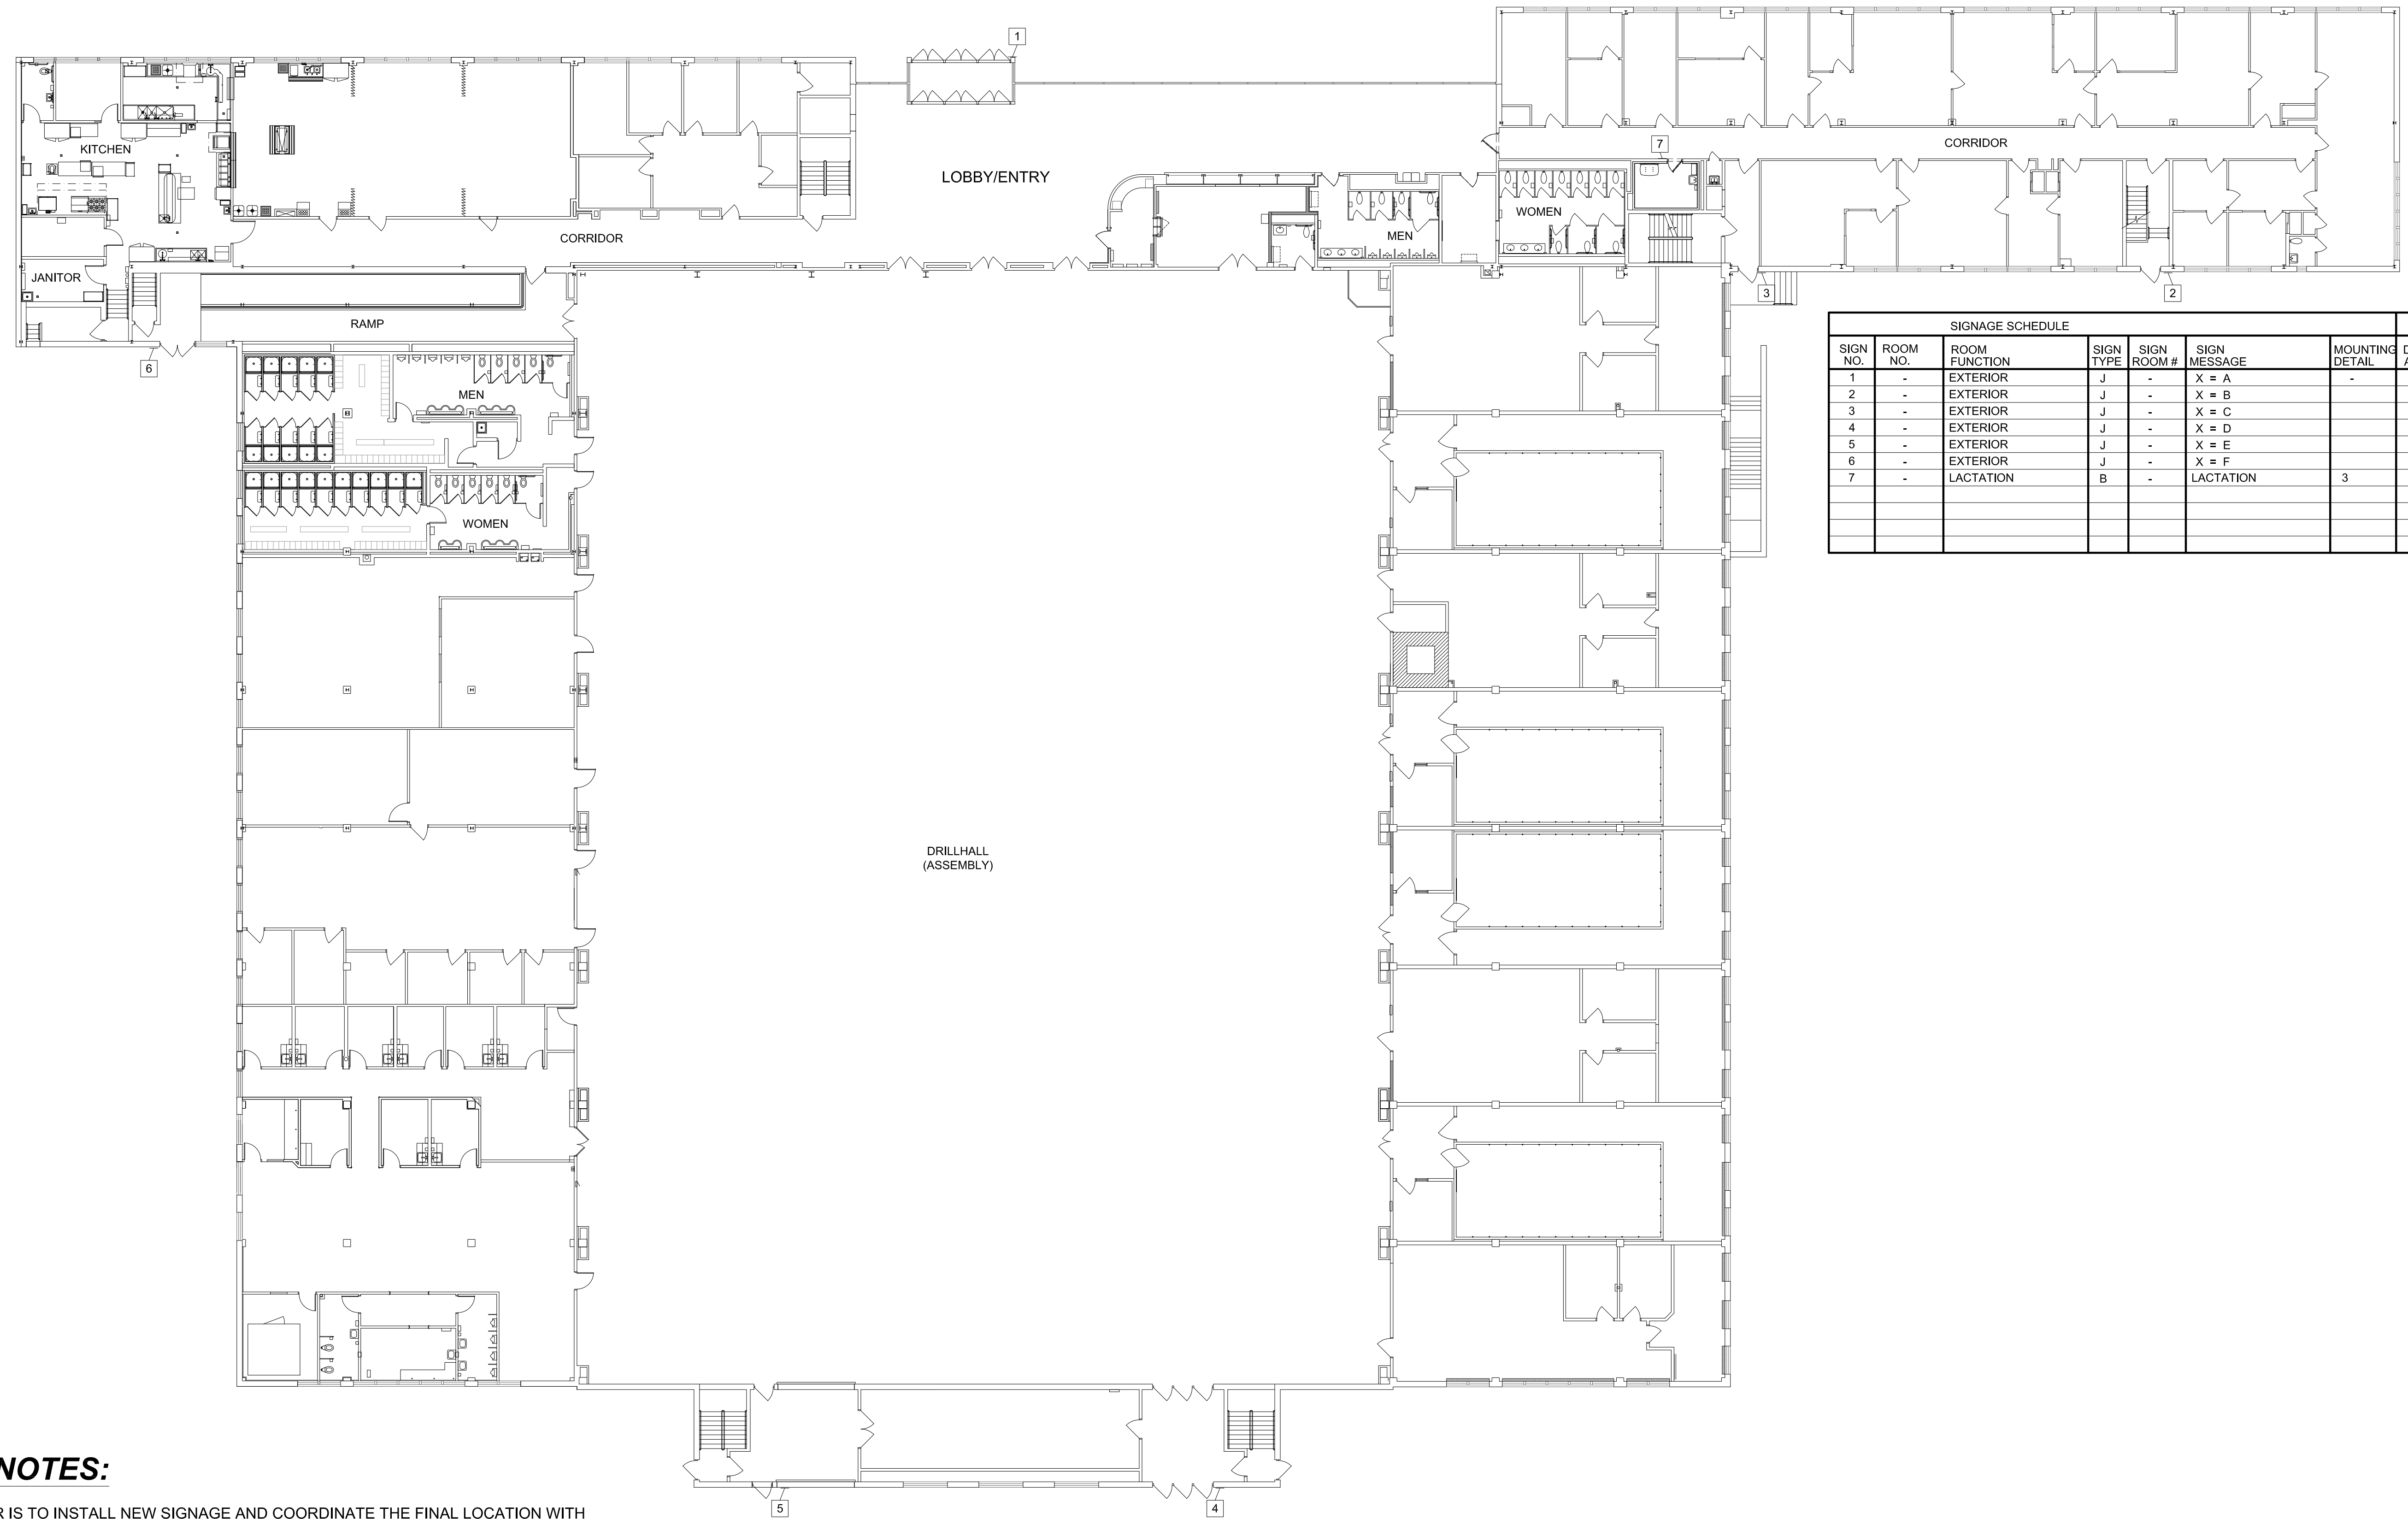 1
KITCHEN
7
CORRIDOR
LOBBY/ENTRY
WOMEN
MEN
CORRIDOR
JANITOR
3
2
RAMP
6
SIGNAGE SCHEDULE
SIGN NO. ROOM NO. ROOM FUNCTION SIGN TYPE SIGN ROOM # SIGN MESSAGE MOUNTING DETAIL
1 - EXTERIOR J - X = A -
2 - EXTERIOR J - X = B
3 - EXTERIOR J - X = C
4 - EXTERIOR J - X = D
5 - EXTERIOR J - X = E
6 - EXTERIOR J - X = F
7 - LACTATION B - LACTATION 3
MEN
WOMEN
DRILLHALL
(ASSEMBLY)
NOTES:
5
4
R IS TO INSTALL NEW SIGNAGE AND COORDINATE THE FINAL LOCATION WITH